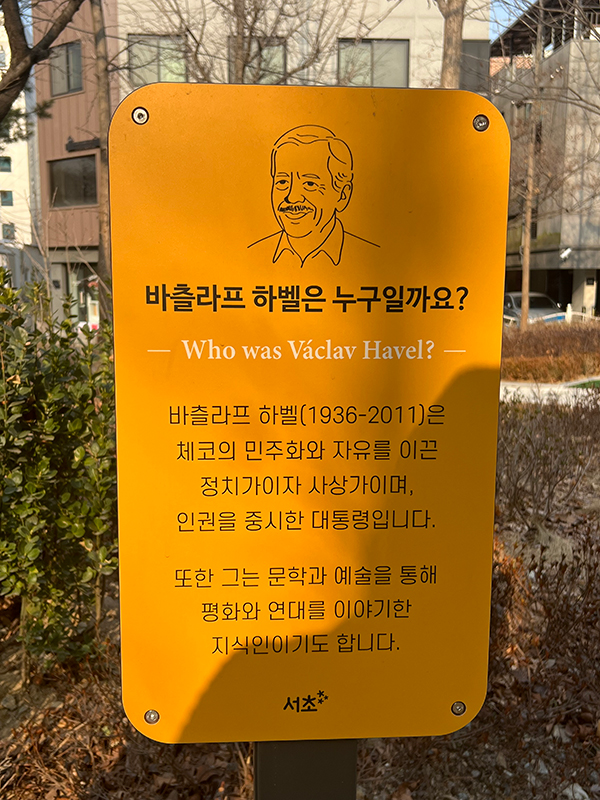 바츨라프 하벨은 누구일까요?
— Who was Václav Havel? —
바츨라프 하벨(1936-2011)은
체코의 민주화와 자유를 이끈
정치가이자 사상가이며,
인권을 중시한 대통령입니다.
또한 그는 문학과 예술을 통해
평화와 연대를 이야기한
지식인이기도 합니다.
서초